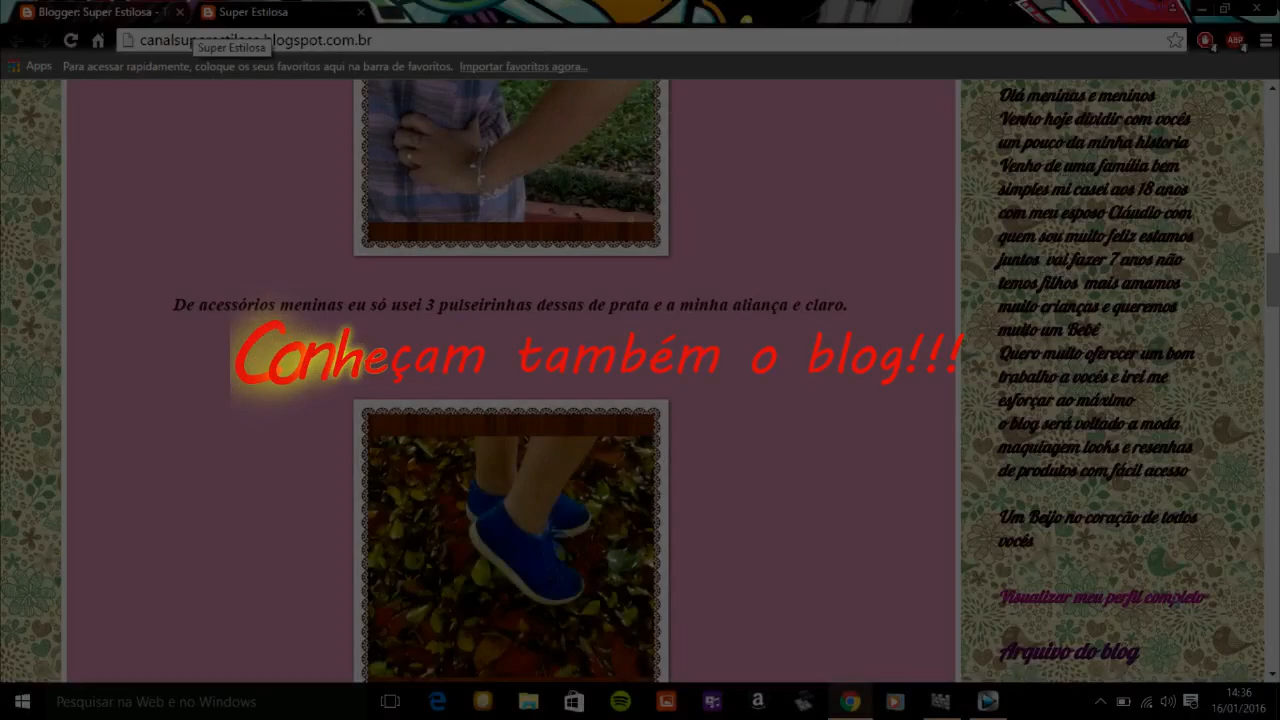 Blogger: Super Estilosa - T
Super Estilosa
canalsuperestilosa.blogspot.com.br
Super Estilosa
Apps
Para acessar rapidamente, coloque os seus favoritos aqui na barra de favoritos. Importar favoritos agora...
De acessórios meninas eu só usei 3 pulseirinhas dessas de prata e a minha aliança e claro.
Conheçam também o blog!!!
Olá meninas e meninos
Venho hoje dividir com vocês
um pouco da minha historia
Venho de uma família bem
simples mi casei aos 18 anos
com meu esposo Cláudio com
quem sou muito feliz estamos
juntos vai fazer 7 anos não
temos filhos mais amamos
muito crianças e queremos
muito um Bebê
Quero muito oferecer um bom
trabalho a vocés e irei me
esforçar ao máximo
o blog será voltado a moda
maquiagem looks e resenhas
de produtos com fácil acesso
Um Beijo no coração de todos
vocés
Visualizar meu perfil completo
Arquivo do blog
Pesquisar na Web e no Windows
14:36
16/01/2016